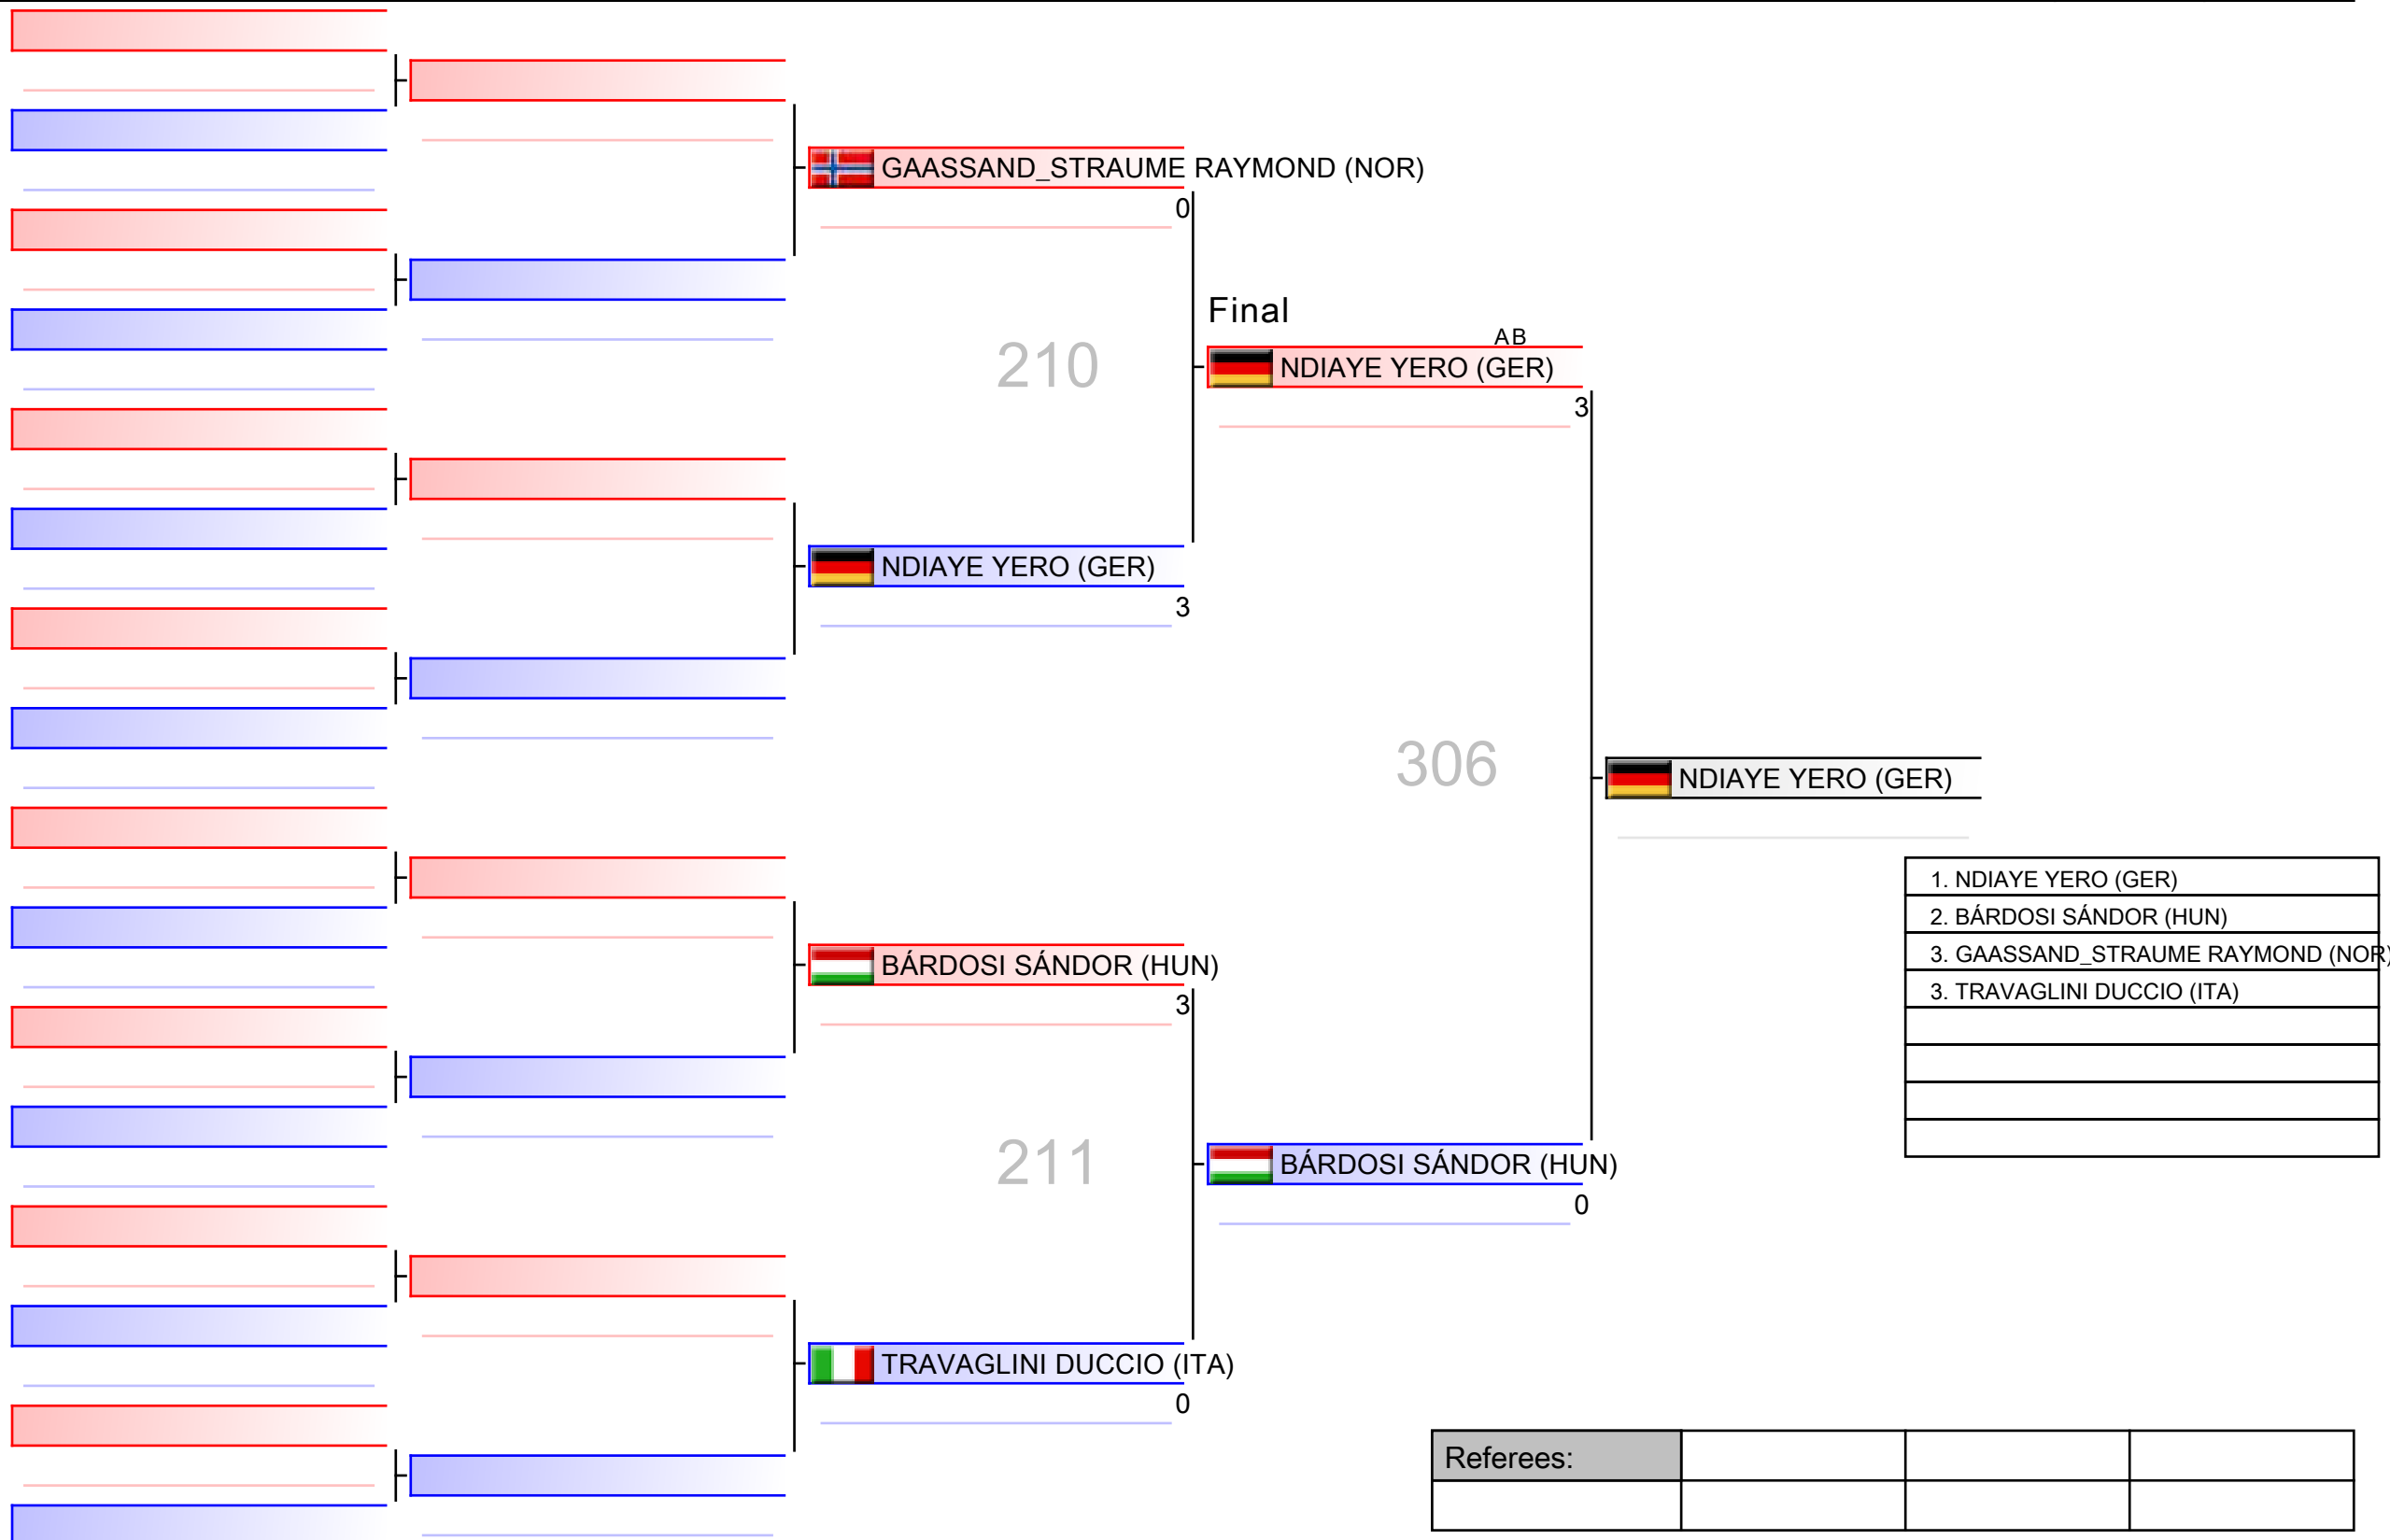 GAASSAND_STRAUME RAYMOND (NOR)
0
210
NDIAYE YERO (GER)
3
BÁRDOSI SÁNDOR (HUN)
3
211
TRAVAGLINI DUCCIO (ITA)
0
Final
AB
NDIAYE YERO (GER)
3
306
BÁRDOSI SÁNDOR (HUN)
0
NDIAYE YERO (GER)
1. NDIAYE YERO (GER)
2. BÁRDOSI SÁNDOR (HUN)
3. GAASSAND_STRAUME RAYMOND (NOR)
3. TRAVAGLINI DUCCIO (ITA)
Referees: